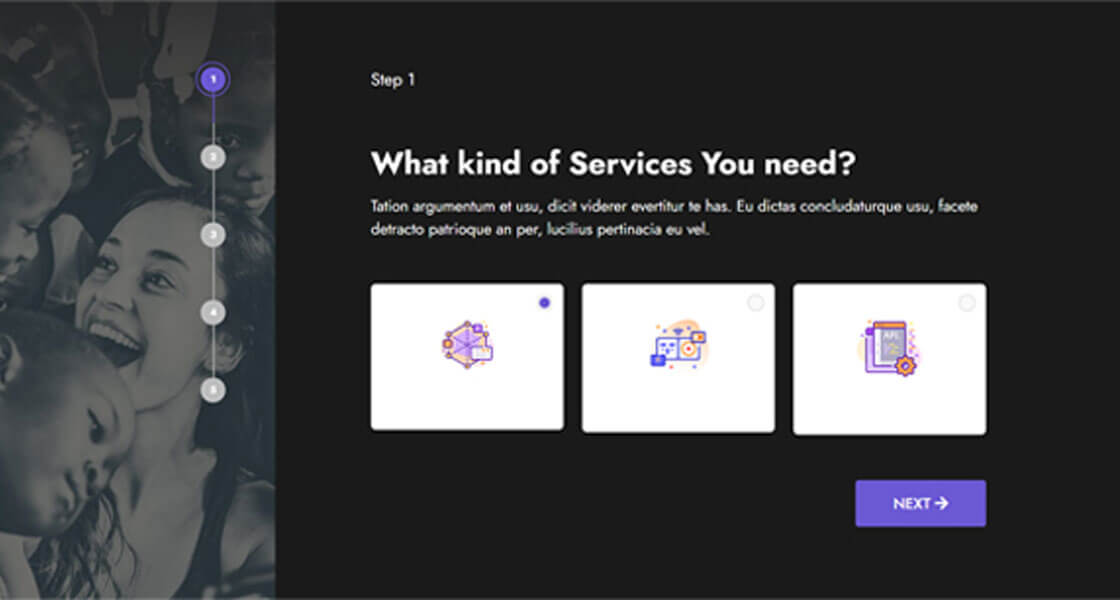 1
2
3
4
5
Step 1
What kind of Services You need?
Tation argumentum et usu, dicit viderer evertitur te has. Eu dictas concludaturque usu, facete
detracto patrioque an per, lucilius pertinacia eu vel.
API
NEXT